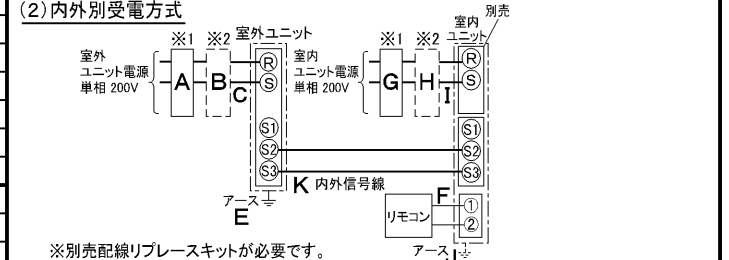 (2)内外別受電方式
別売
※1 ※2 室外ユニット
※1 ※2 室内ユニット
室外
ユニット電源
単相 200V
A B C
R
S
S1
S2
S3
室内
ユニット電源
単相 200V
G H I
R
S
S1
S2
S3
K 内外信号線
アース
E
リモコン
F
1
2
アース
※別売配線リプレースキットが必要です。